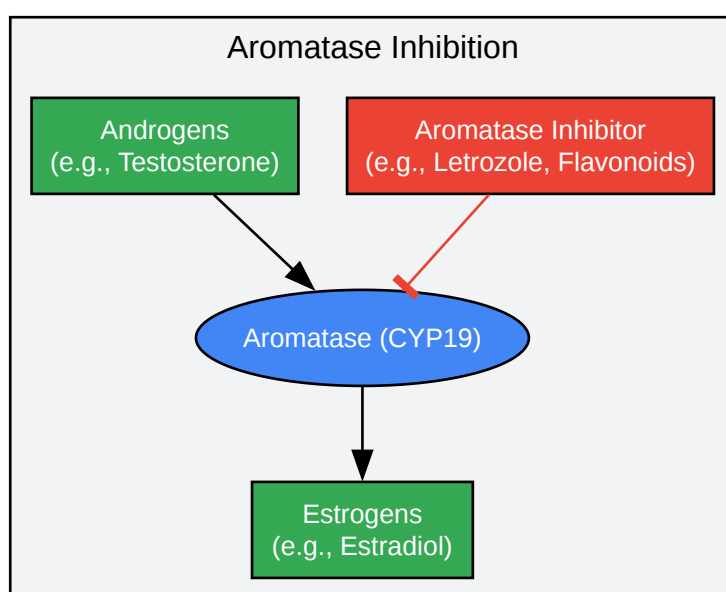 Aromatase Inhibition
Androgens
(e.g., Testosterone)
Aromatase Inhibitor
(e.g., Letrozole, Flavonoids)
Aromatase (CYP19)
Estrogens
(e.g., Estradiol)